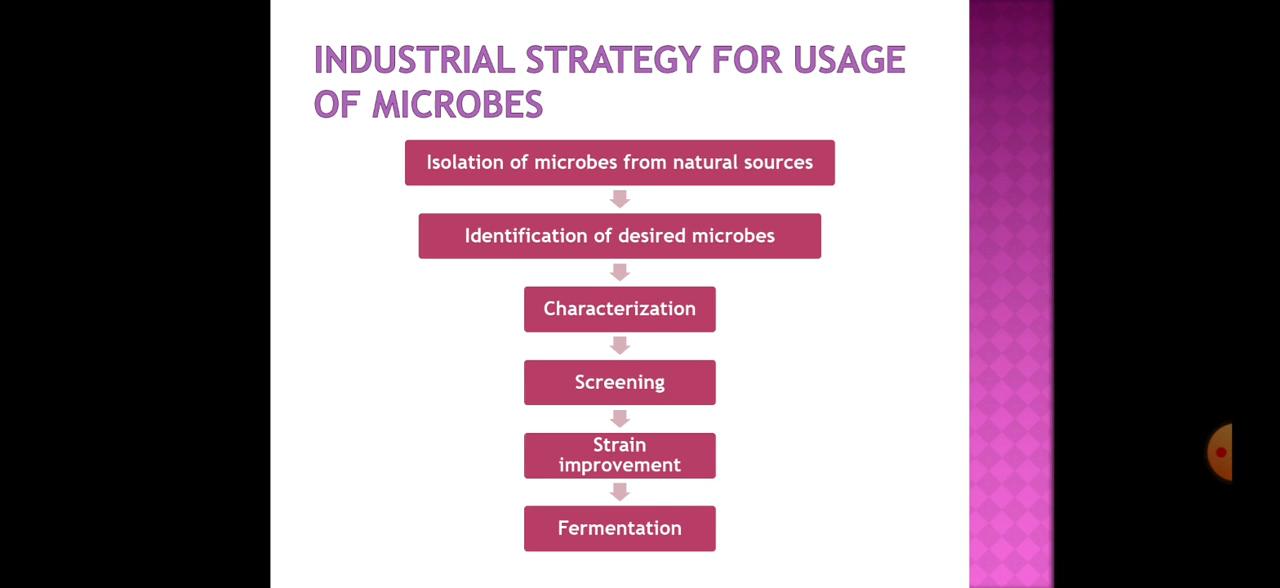 INDUSTRIAL STRATEGY FOR USAGE
OF MICROBES
Isolation of microbes from natural sources
Identification of desired microbes
Characterization
Screening
Strain
improvement
Fermentation